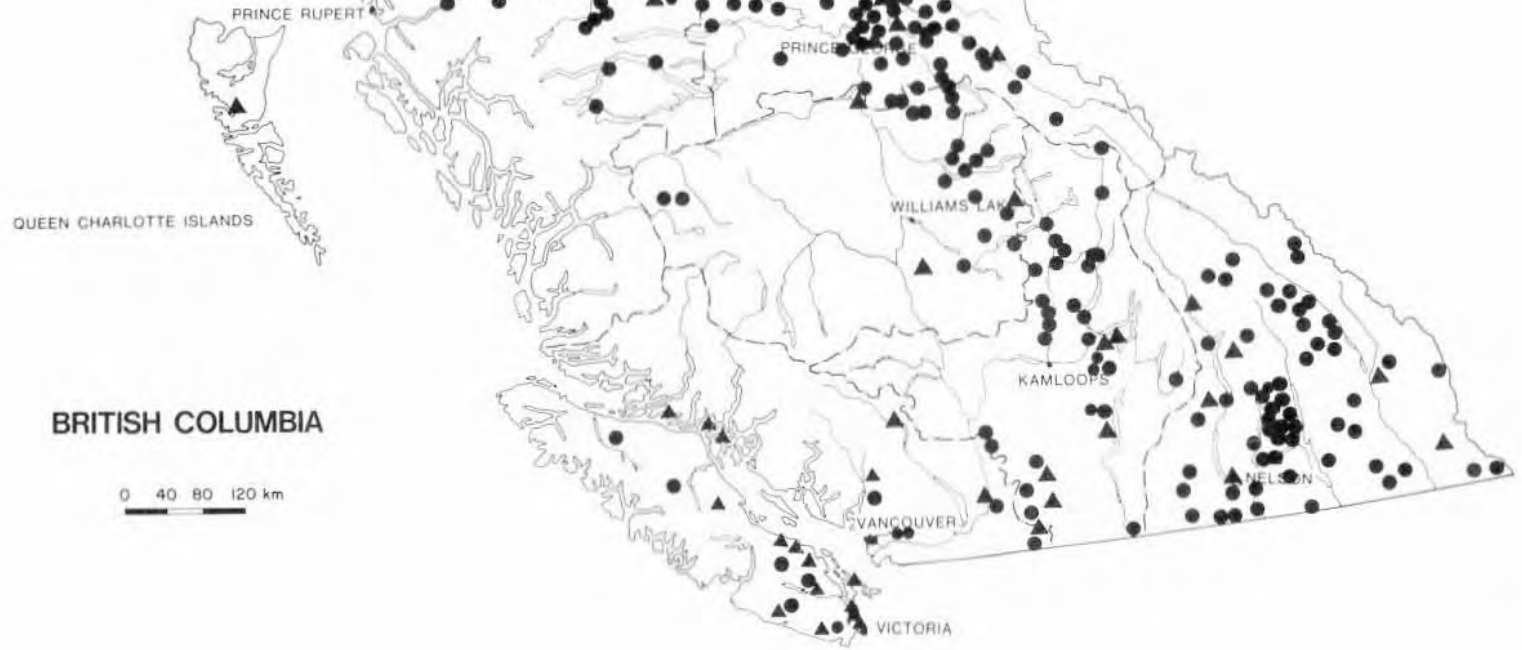 PRINCE RUPERT
PRINCE GEORGE
QUEEN CHARLOTTE ISLANDS
WILLIAMS LAKE
KAMLOOPS
BRITISH COLUMBIA
0 40 80 120 km
NELSON
VANCOUVER
VICTORIA